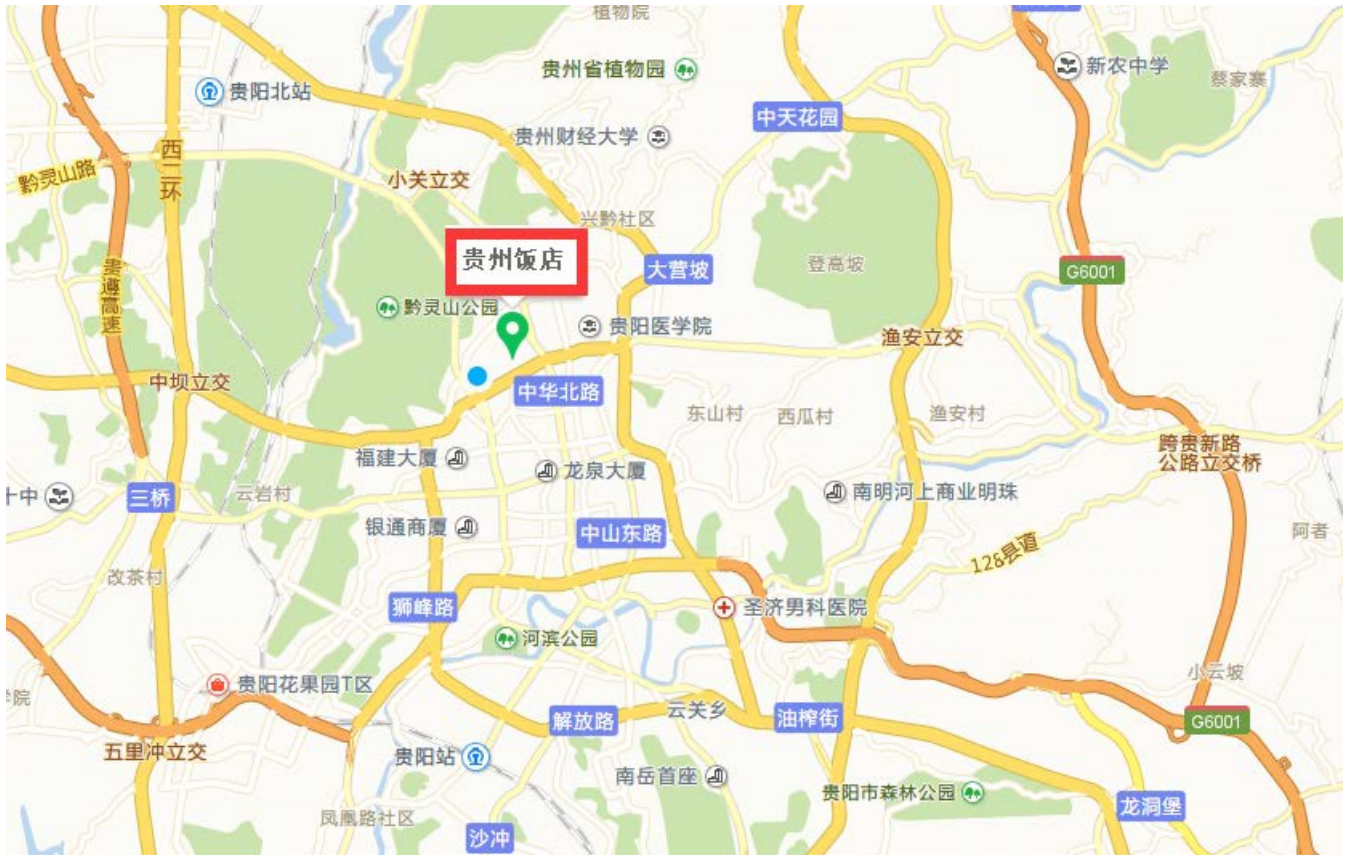 植物院
贵州省植物园
新农中学
蔡家寨
贵阳北站
中天花园
贵州财经大学
西二环
黔灵山路
小关立交
兴黔社区
贵州饭店
大营坡
登高坡
G6001
贵遵高速
黔灵山公园
贵阳医学院
渔安立交
中坝立交
中华北路
东山村
西瓜村
渔安村
跨贵新路
公路立交桥
福建大厦
龙泉大厦
十中
三桥
云岩村
南明河上商业明珠
银通商厦
中山东路
阿者
128县道
改茶村
狮峰路
圣济男科医院
河滨公园
小云坡
贵阳花果园T区
学院
解放路
云关乡
油榨街
G6001
五里冲立交
贵阳站
南岳首座
贵阳市森林公园
龙洞堡
凤凰路社区
沙冲